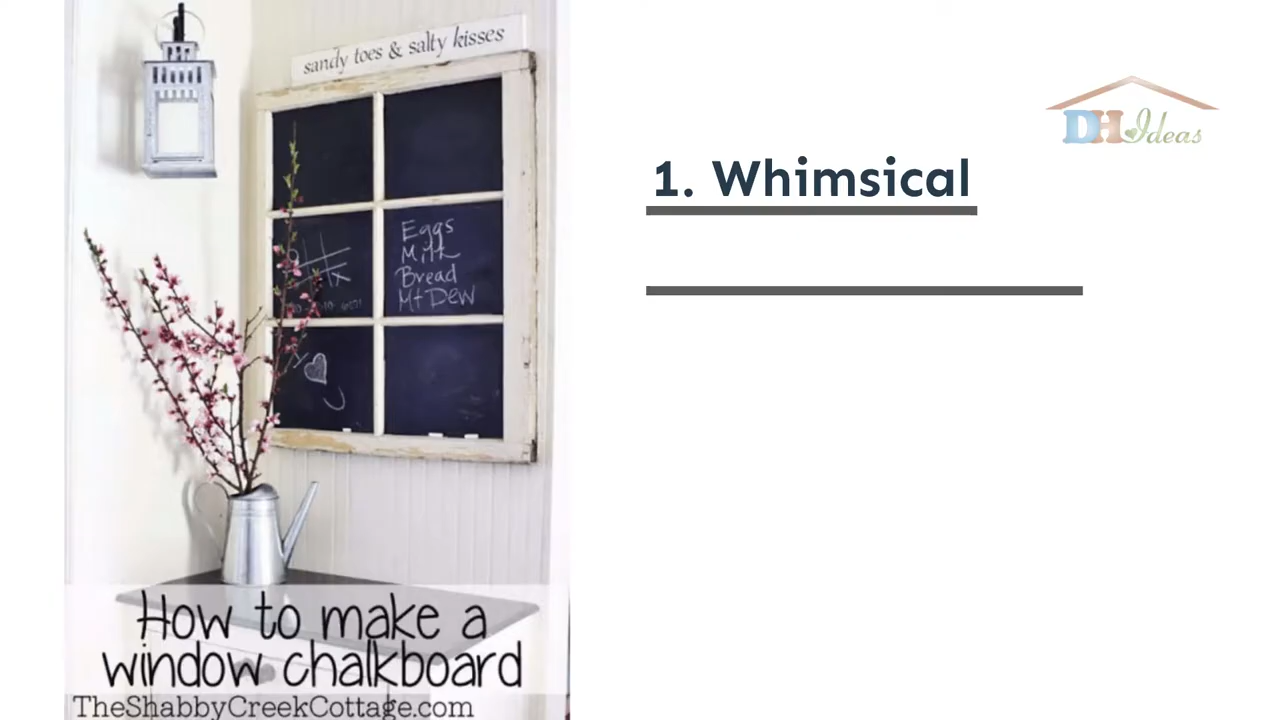 sandy toes & salty kisses
Eggs
Milk
Bread
Mt Dew
How to make a
window chalkboard
TheShabbyCreekCottage.com
1. Whimsical
DH Ideas